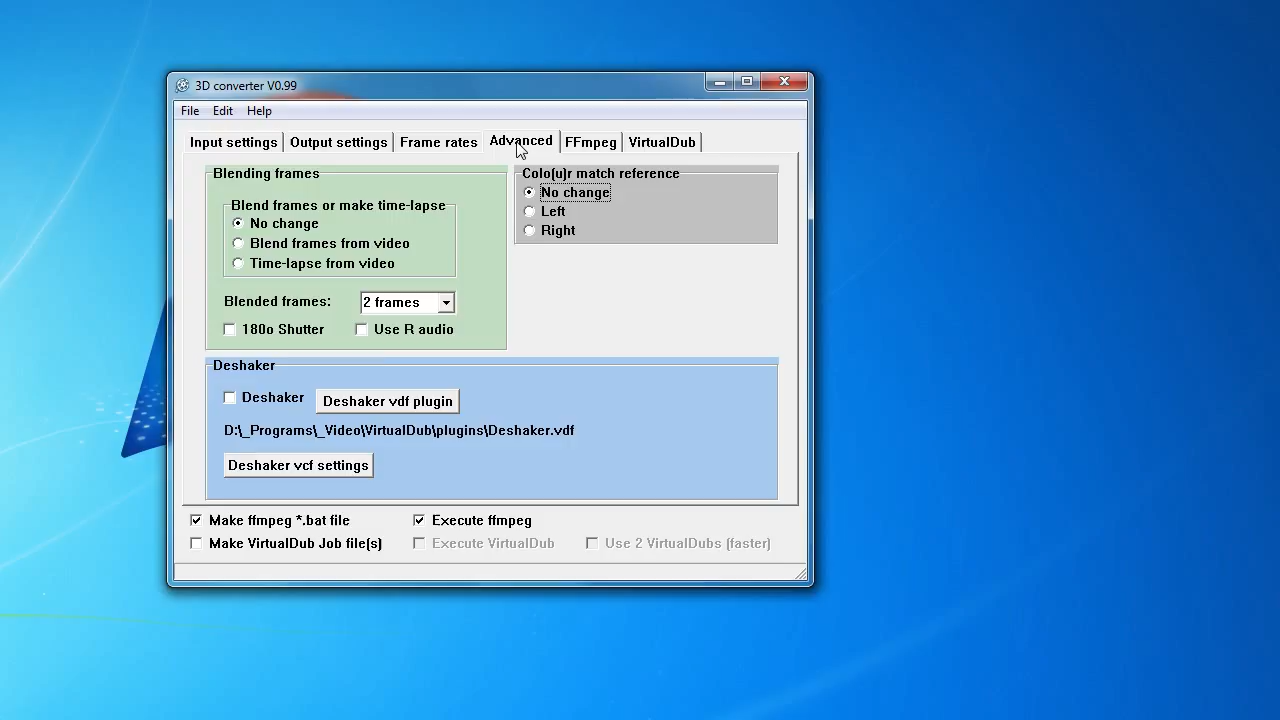 3D converter V0.99
File Edit Help
Input settings Output settings Frame rates Advanced FFmpeg VirtualDub
Blending frames
Blend frames or make time-lapse
No change
Blend frames from video
Time-lapse from video
Blended frames: 2 frames
180o Shutter Use R audio
Colo(u)r match reference
No change
Left
Right
Deshaker
Deshaker Deshaker vdf plugin
D:\_Programs\_Video\VirtualDub\plugins\Deshaker.vdf
Deshaker vcf settings
Make ffmpeg *.bat file Execute ffmpeg
Make VirtualDub Job file(s) Execute VirtualDub Use 2 VirtualDubs (faster)